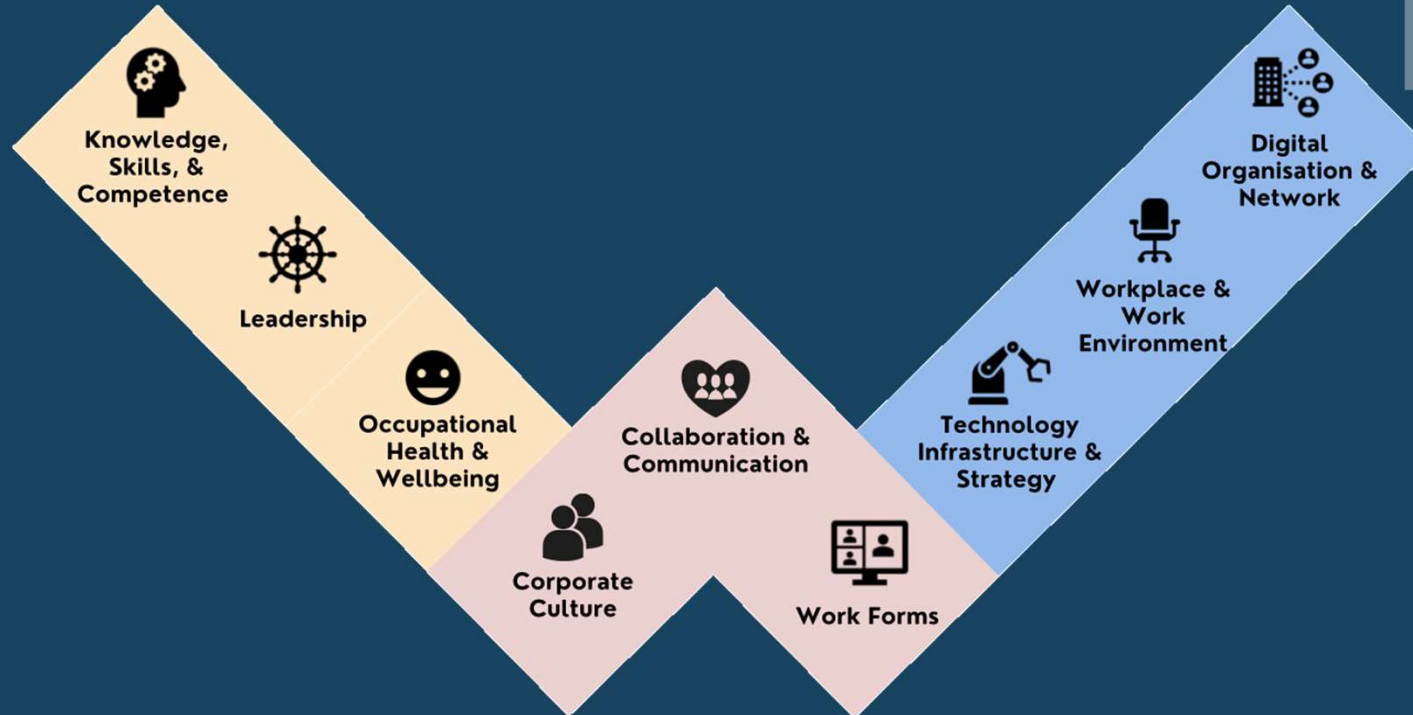 Knowledge,
Skills, &
Competence
Leadership
Occupational
Health &
Wellbeing
Corporate
Culture
Collaboration &
Communication
Work Forms
Technology
Infrastructure &
Strategy
Workplace &
Work
Environment
Digital
Organisation &
Network